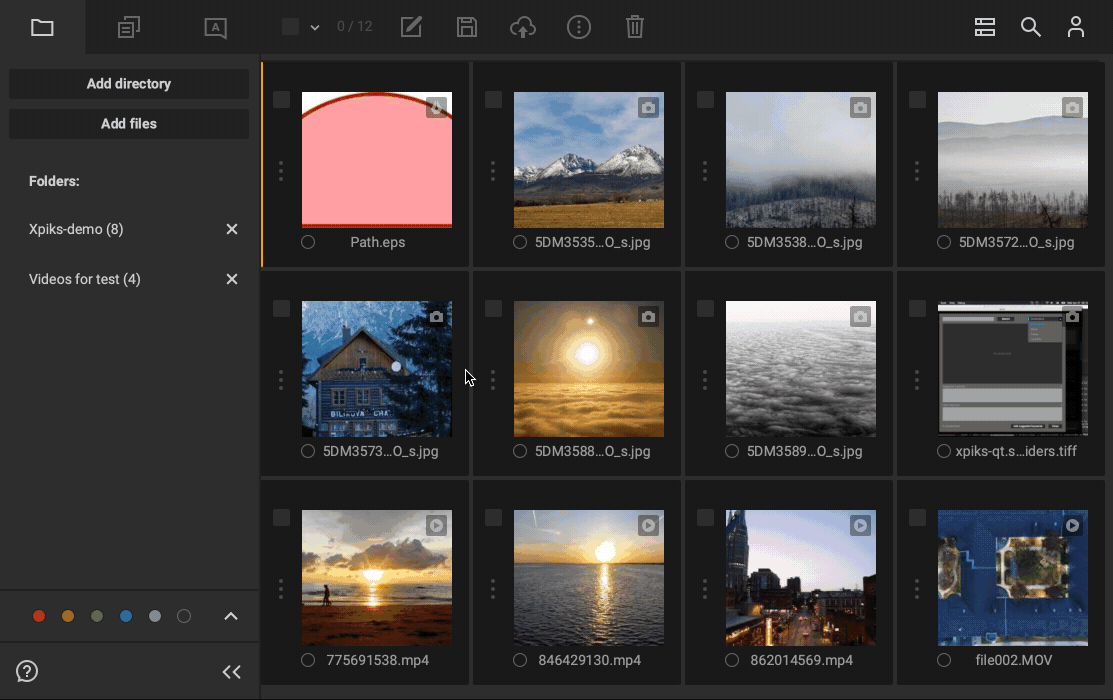 A
0 / 12
Add directory
Add files
Folders:
Xpiks-demo (8)
Videos for test (4)
Path.eps
5DM3535...O_s.jpg
5DM3538...O_s.jpg
5DM3572...O_s.jpg
5DM3573...O_s.jpg
5DM3588...O_s.jpg
5DM3589...O_s.jpg
xpiks-qt.s...iders.tiff
775691538.mp4
846429130.mp4
862014569.mp4
file002.MOV
?